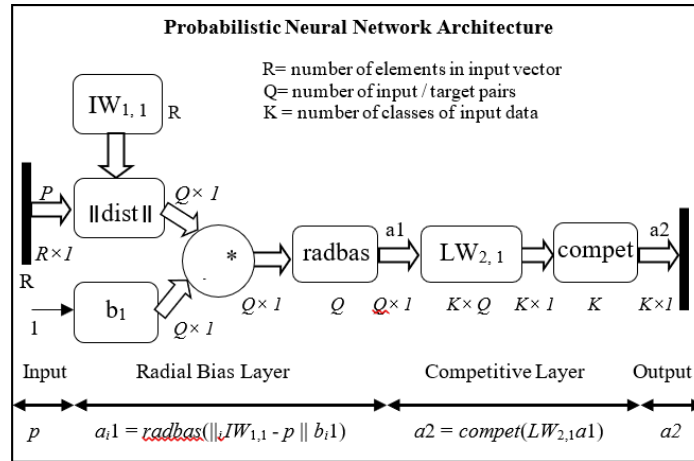 Probabilistic Neural Network Architecture
R= number of elements in input vector
Q= number of input / target pairs
K = number of classes of input data
IW1, 1
R
P
Q× 1
||dist||
R×1
R
*
a1
a2
radbas
LW2, 1
compet
1
b1
Q× 1
Q× 1
Q
Q× 1
K× Q
K× 1
K
K×1
Input
Radial Bias Layer
Competitive Layer
Output
p
ai1 = radbas(||iIW1,1 - p || bi1)
a2 = compet(LW2,1a1)
a2